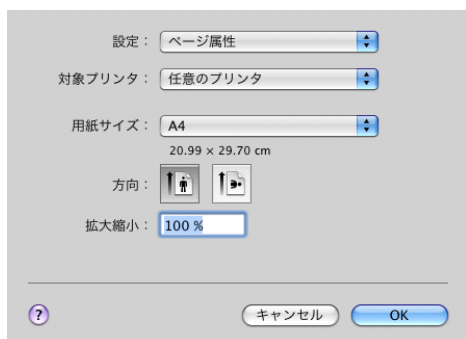 設定： ページ属性
対象プリンタ： 任意のプリンタ
用紙サイズ： A4
20.99 × 29.70 cm
方向：
拡大縮小： 100 %
? キャンセル OK